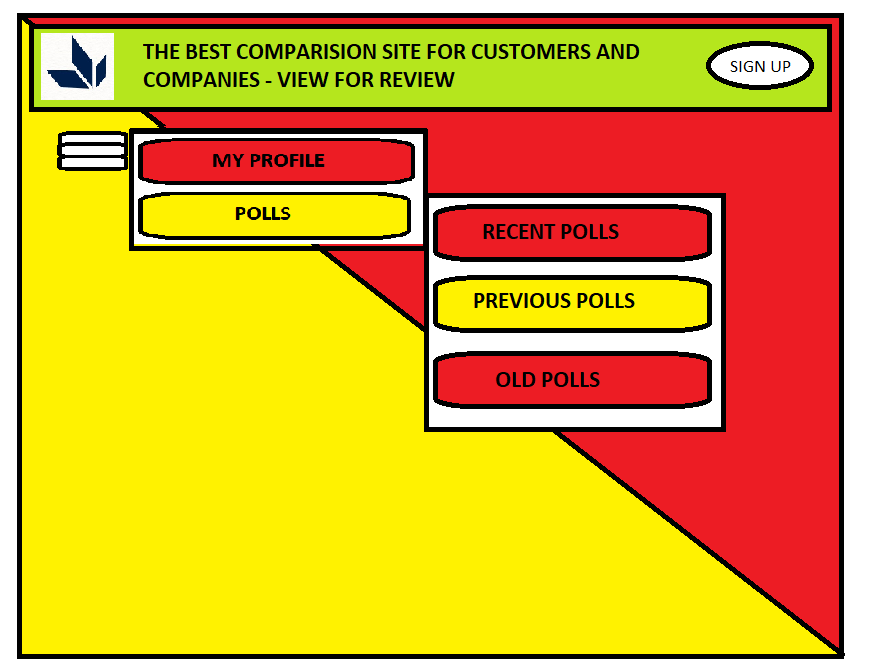 THE BEST COMPARISION SITE FOR CUSTOMERS AND
COMPANIES - VIEW FOR REVIEW
SIGN UP
MY PROFILE
POLLS
RECENT POLLS
PREVIOUS POLLS
OLD POLLS